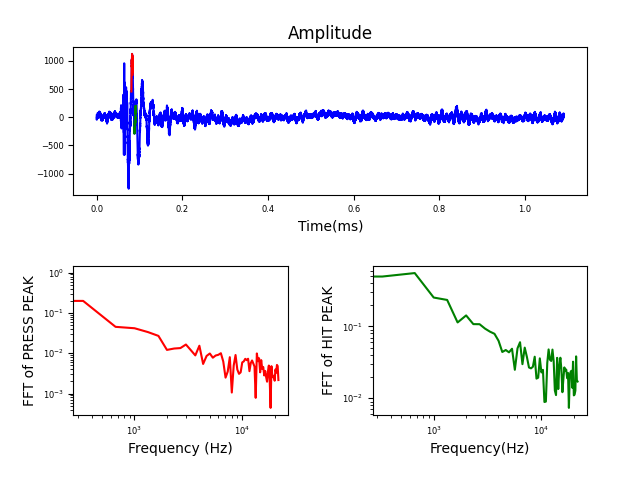 Amplitude
1000
500
0
−500
−1000
0.0 0.2 0.4 0.6 0.8 1.0
Time(ms)
FFT of PRESS PEAK
10⁰
10⁻¹
10⁻²
10⁻³
10³ 10⁴
Frequency (Hz)
FFT of HIT PEAK
10⁻¹
10⁻²
10³ 10⁴
Frequency(Hz)